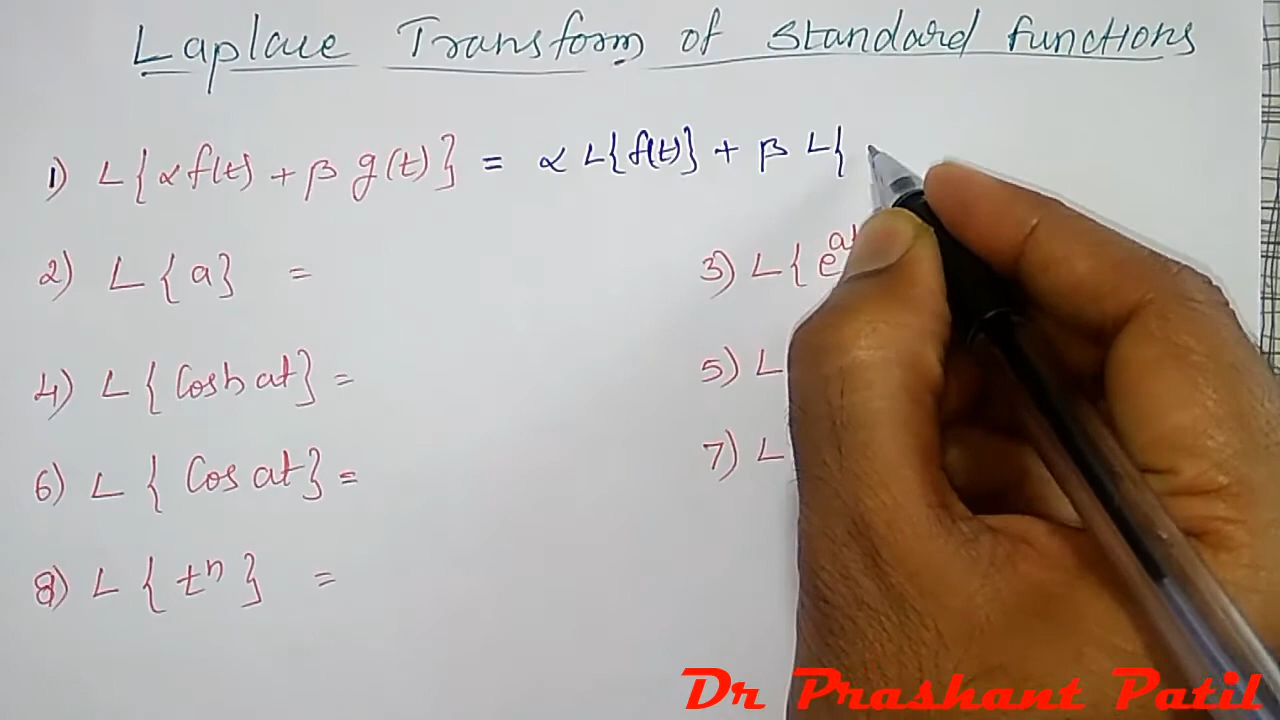 Laplace Transform of Standard functions
1) L{αf(t) + β g(t)} = α L{f(t)} + β L{
2) L{a} =
3) L{e^a
4) L{Cosh at} =
5) L
6) L{Cos at} =
7) L
8) L{t^n} =
Dr Prashant Patil